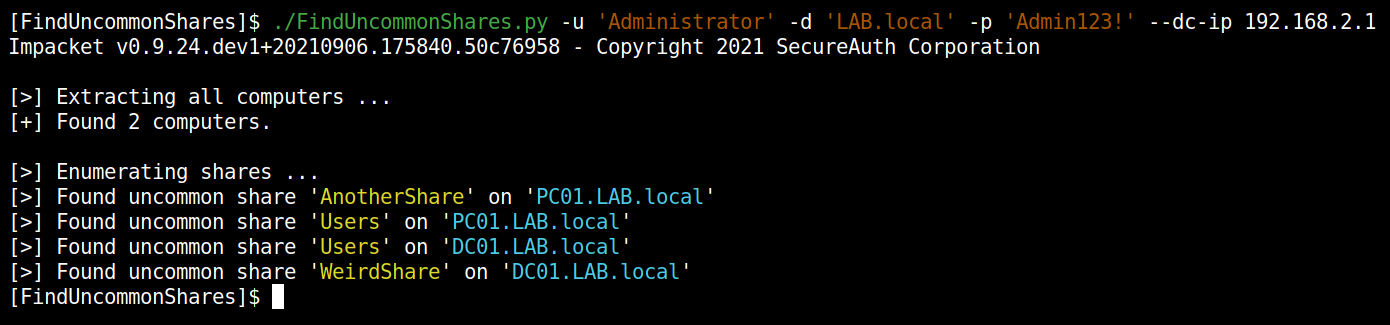 [FindUncommonShares]$ ./FindUncommonShares.py -u 'Administrator' -d 'LAB.local' -p 'Admin123!' --dc-ip 192.168.2.1
Impacket v0.9.24.dev1+20210906.175840.50c76958 - Copyright 2021 SecureAuth Corporation
[>] Extracting all computers ...
[+] Found 2 computers.
[>] Enumerating shares ...
[>] Found uncommon share 'AnotherShare' on 'PC01.LAB.local'
[>] Found uncommon share 'Users' on 'PC01.LAB.local'
[>] Found uncommon share 'Users' on 'DC01.LAB.local'
[>] Found uncommon share 'WeirdShare' on 'DC01.LAB.local'
[FindUncommonShares]$